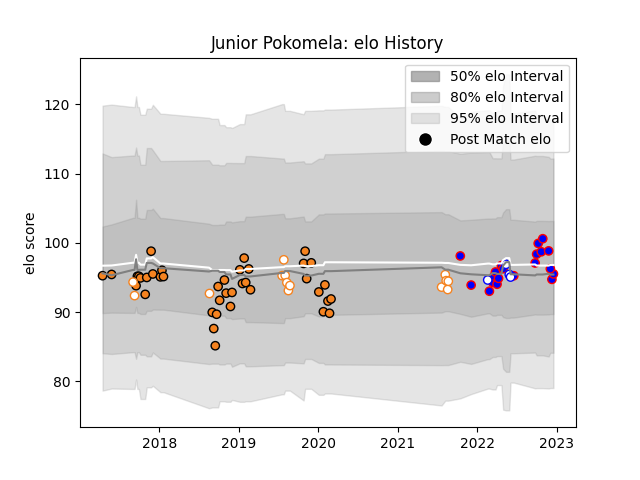 Junior Pokomela: elo History
50% elo Interval
80% elo Interval
95% elo Interval
Post Match elo
elo score
120
110
100
90
80
2018 2019 2020 2021 2022 2023